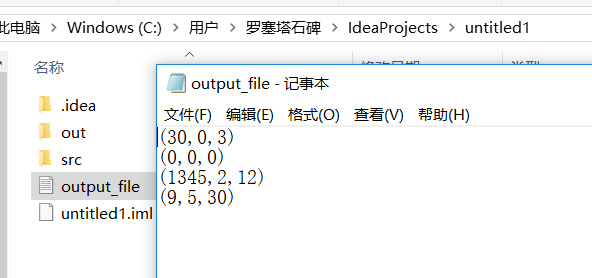 此电脑 › Windows (C:) › 用户 › 罗塞塔石碑 › IdeaProjects › untitled1
名称
.idea
out
src
output_file
untitled1.iml
output_file - 记事本
文件(F) 编辑(E) 格式(O) 查看(V) 帮助(H)
(30,0,3)
(0,0,0)
(1345,2,12)
(9,5,30)